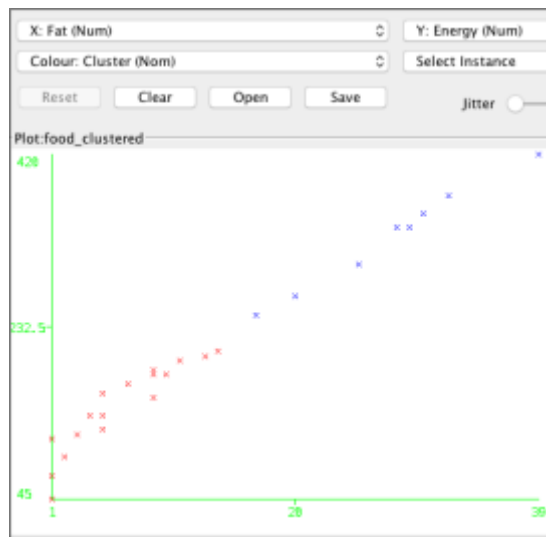 X: Fat (Num) Y: Energy (Num)
Colour: Cluster (Nom) Select Instance
Reset Clear Open Save Jitter
Plot:food_clustered
420
232.5
45
1 20 39